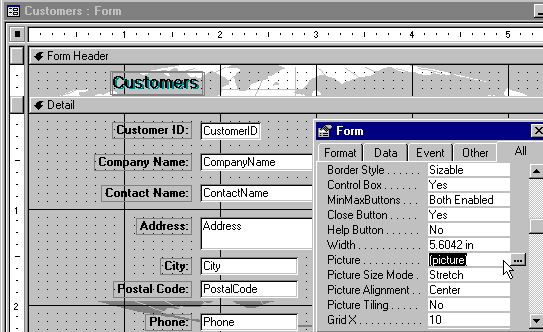 Customers : Form
1 2 3 4 5
Form Header
Customers
Detail
Customer ID: CustomerID
Company Name: CompanyName
Contact Name: ContactName
Address: Address
City: City
Postal Code: PostalCode
Phone: Phone
1
2
Form
Format Data Event Other All
Border Style . . . . . . Sizable
Control Box . . . . . . Yes
MinMaxButtons . . . . Both Enabled
Close Button . . . . . Yes
Help Button . . . . . . No
Width . . . . . . . . . . 5.6042 in
Picture . . . . . . . . . (picture) ...
Picture Size Mode . Stretch
Picture Alignment . . Center
Picture Tiling . . . . . No
Grid X . . . . . . . . . . 10